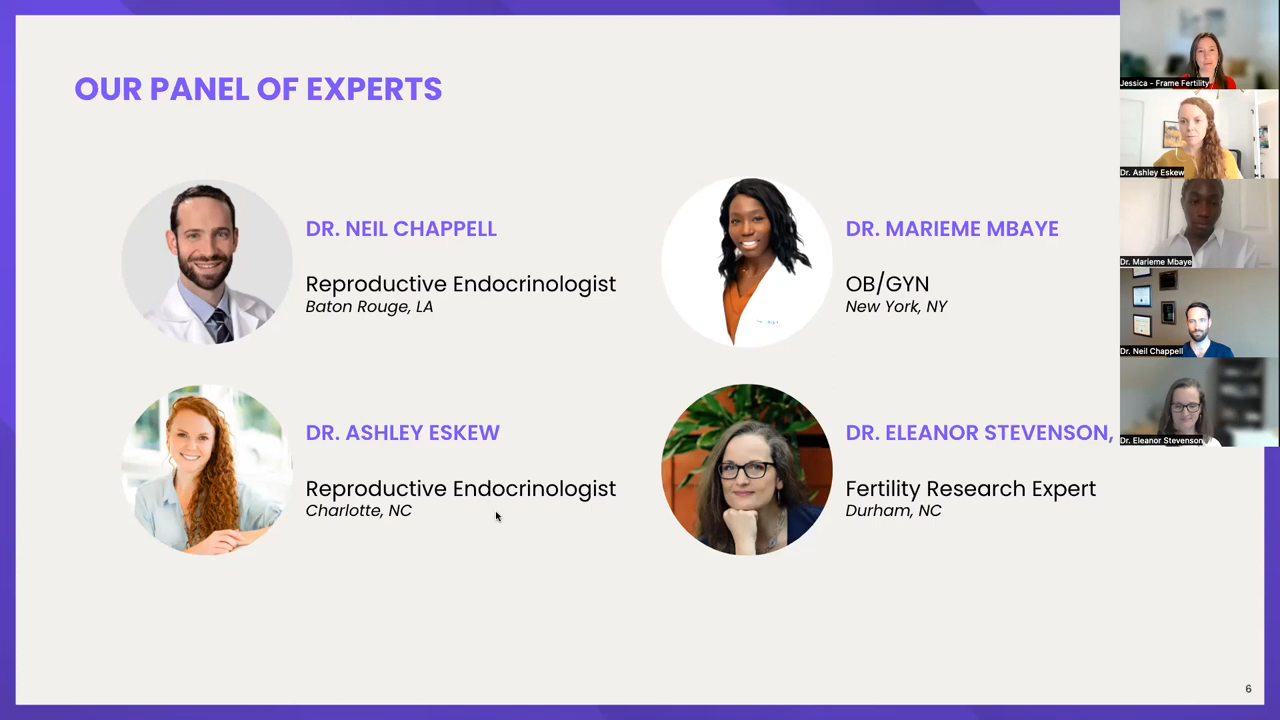 OUR PANEL OF EXPERTS
DR. NEIL CHAPPELL
Reproductive Endocrinologist
Baton Rouge, LA
DR. MARIEME MBAYE
OB/GYN
New York, NY
DR. ASHLEY ESKEW
Reproductive Endocrinologist
Charlotte, NC
DR. ELEANOR STEVENSON,
Fertility Research Expert
Durham, NC
Jessica - Frame Fertility
Dr. Ashley Eskew
Dr. Marieme Mbaye
Dr. Neil Chappell
Dr. Eleanor Stevenson
6